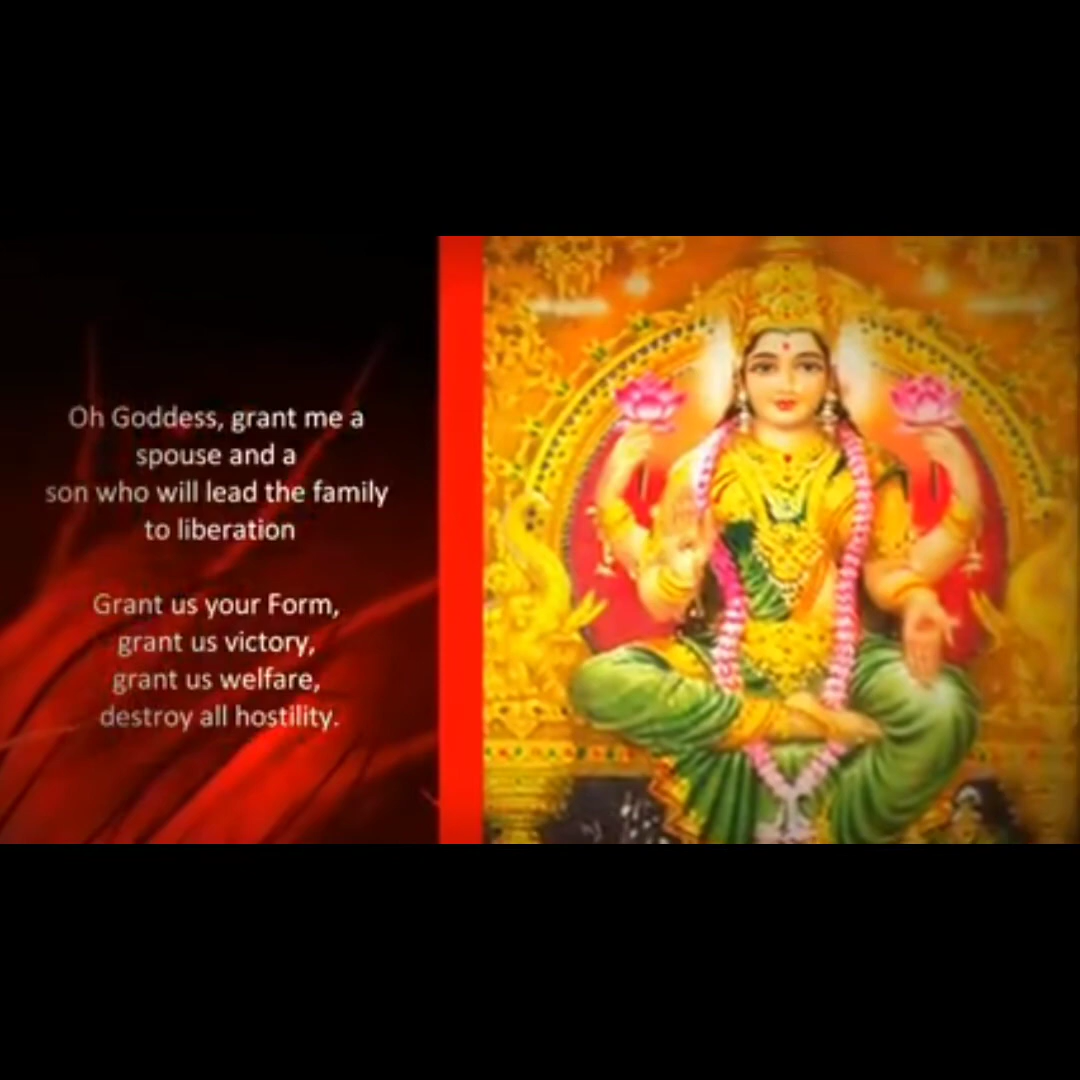 Oh Goddess, grant me a
spouse and a
son who will lead the family
to liberation
Grant us your Form,
grant us victory,
grant us welfare,
destroy all hostility.